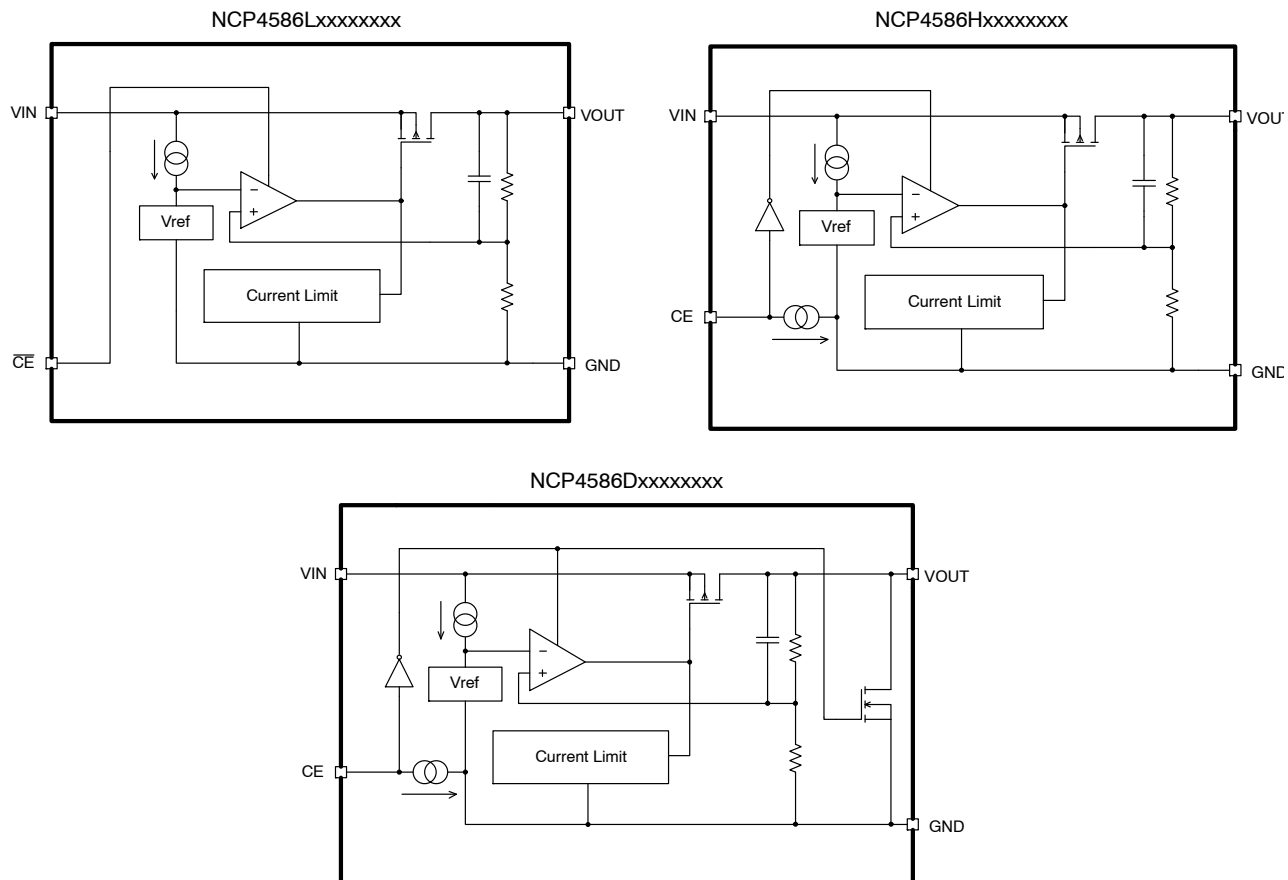 NCP4586Lxxxxxxxx
VIN
VOUT
−
+
Vref
Current Limit
CE
GND
NCP4586Hxxxxxxxx
VIN
VOUT
−
+
Vref
Current Limit
CE
GND
NCP4586Dxxxxxxxx
VIN
VOUT
−
+
Vref
Current Limit
CE
GND